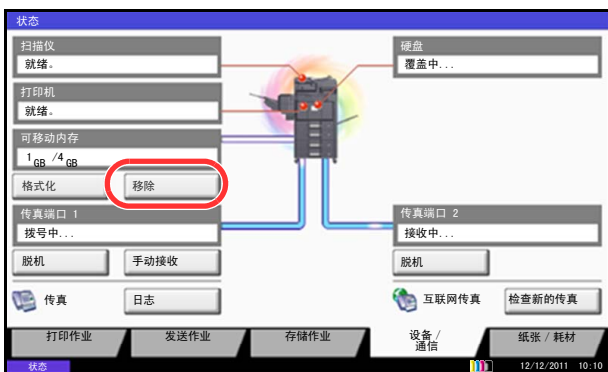 状态
扫描仪
就绪。
硬盘
覆盖中...
打印机
就绪。
可移动内存
1 GB /4 GB
格式化 移除
传真端口 1
拨号中...
传真端口 2
接收中...
脱机 手动接收 脱机
传真 日志 互联网传真 检查新的传真
打印作业 发送作业 存储作业 设备 / 通信 纸张 / 耗材
状态 12/12/2011 10:10